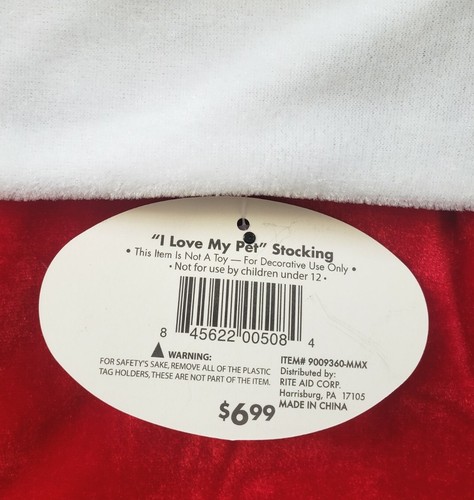 "I Love My Pet" Stocking
• This Item Is Not A Toy — For Decorative Use Only •
• Not for use by children under 12 •
8 45622 00508 4
WARNING:
FOR SAFETY'S SAKE, REMOVE ALL OF THE PLASTIC
TAG HOLDERS, THESE ARE NOT PART OF THE ITEM.
ITEM# 9009360-MMX
Distributed by:
RITE AID CORP.
Harrisburg, PA 17105
MADE IN CHINA
$6.99